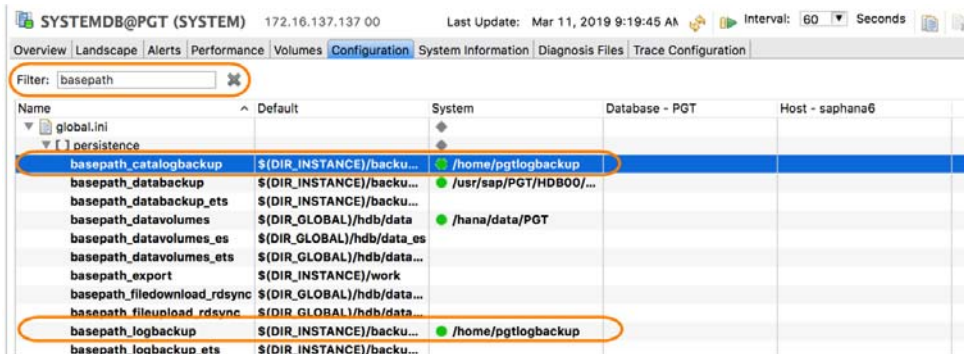 SYSTEMDB@PGT (SYSTEM) 172.16.137.137 00 Last Update: Mar 11, 2019 9:19:45 AM Interval: 60 Seconds
Overview Landscape Alerts Performance Volumes Configuration System Information Diagnosis Files Trace Configuration
Filter: basepath
Name Default System Database - PGT Host - saphana6
global.ini
[ ] persistence
basepath_catalogbackup $(DIR_INSTANCE)/backu... /home/pgtlogbackup
basepath_databackup $(DIR_INSTANCE)/backu... /usr/sap/PGT/HDB00/...
basepath_databackup_ets $(DIR_INSTANCE)/backu...
basepath_datavolumes $(DIR_GLOBAL)/hdb/data /hana/data/PGT
basepath_datavolumes_es $(DIR_GLOBAL)/hdb/data_es
basepath_datavolumes_ets $(DIR_GLOBAL)/hdb/data...
basepath_export $(DIR_INSTANCE)/work
basepath_filedownload_rdsync $(DIR_GLOBAL)/hdb/data...
basepath_fileupload_rdsync $(DIR_GLOBAL)/hdb/data...
basepath_logbackup $(DIR_INSTANCE)/backu... /home/pgtlogbackup
basepath_logbackup_ets $(DIR_INSTANCE)/backu...